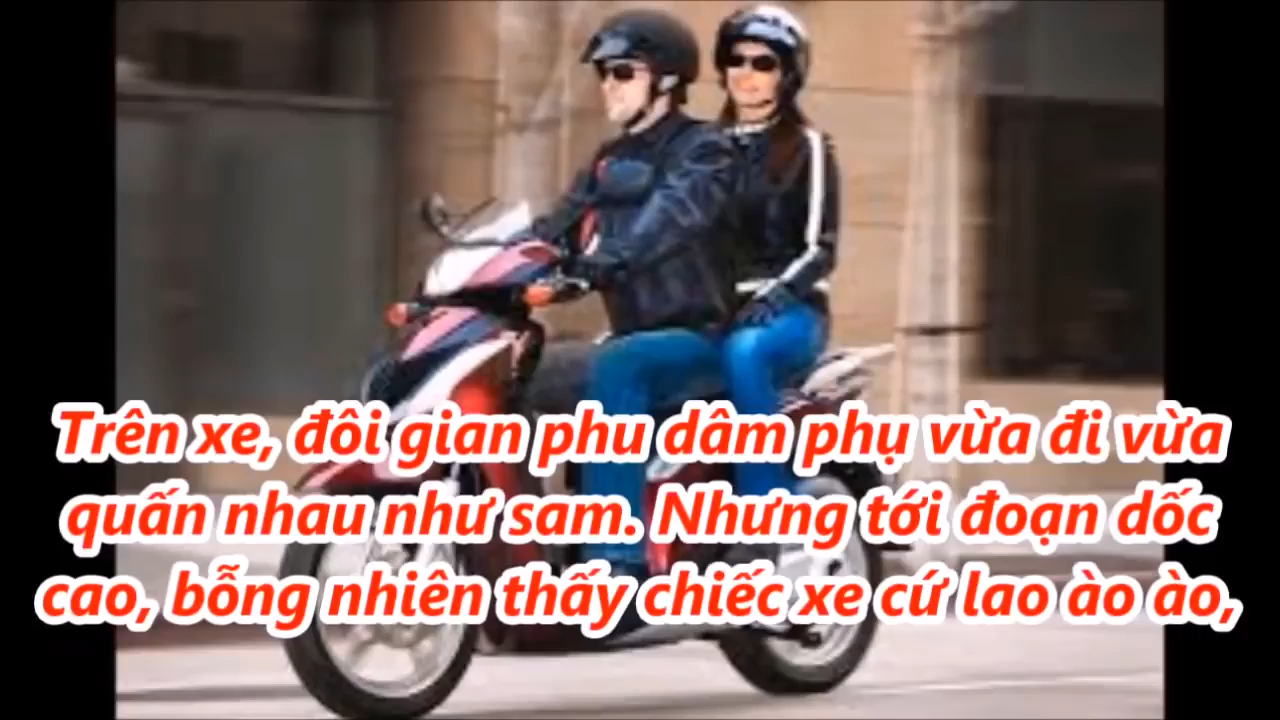 Trên xe, đôi gian phu dâm phụ vừa đi vừa
quấn nhau như sam. Nhưng tới đoạn dốc
cao, bỗng nhiên thấy chiếc xe cứ lao ào ào,